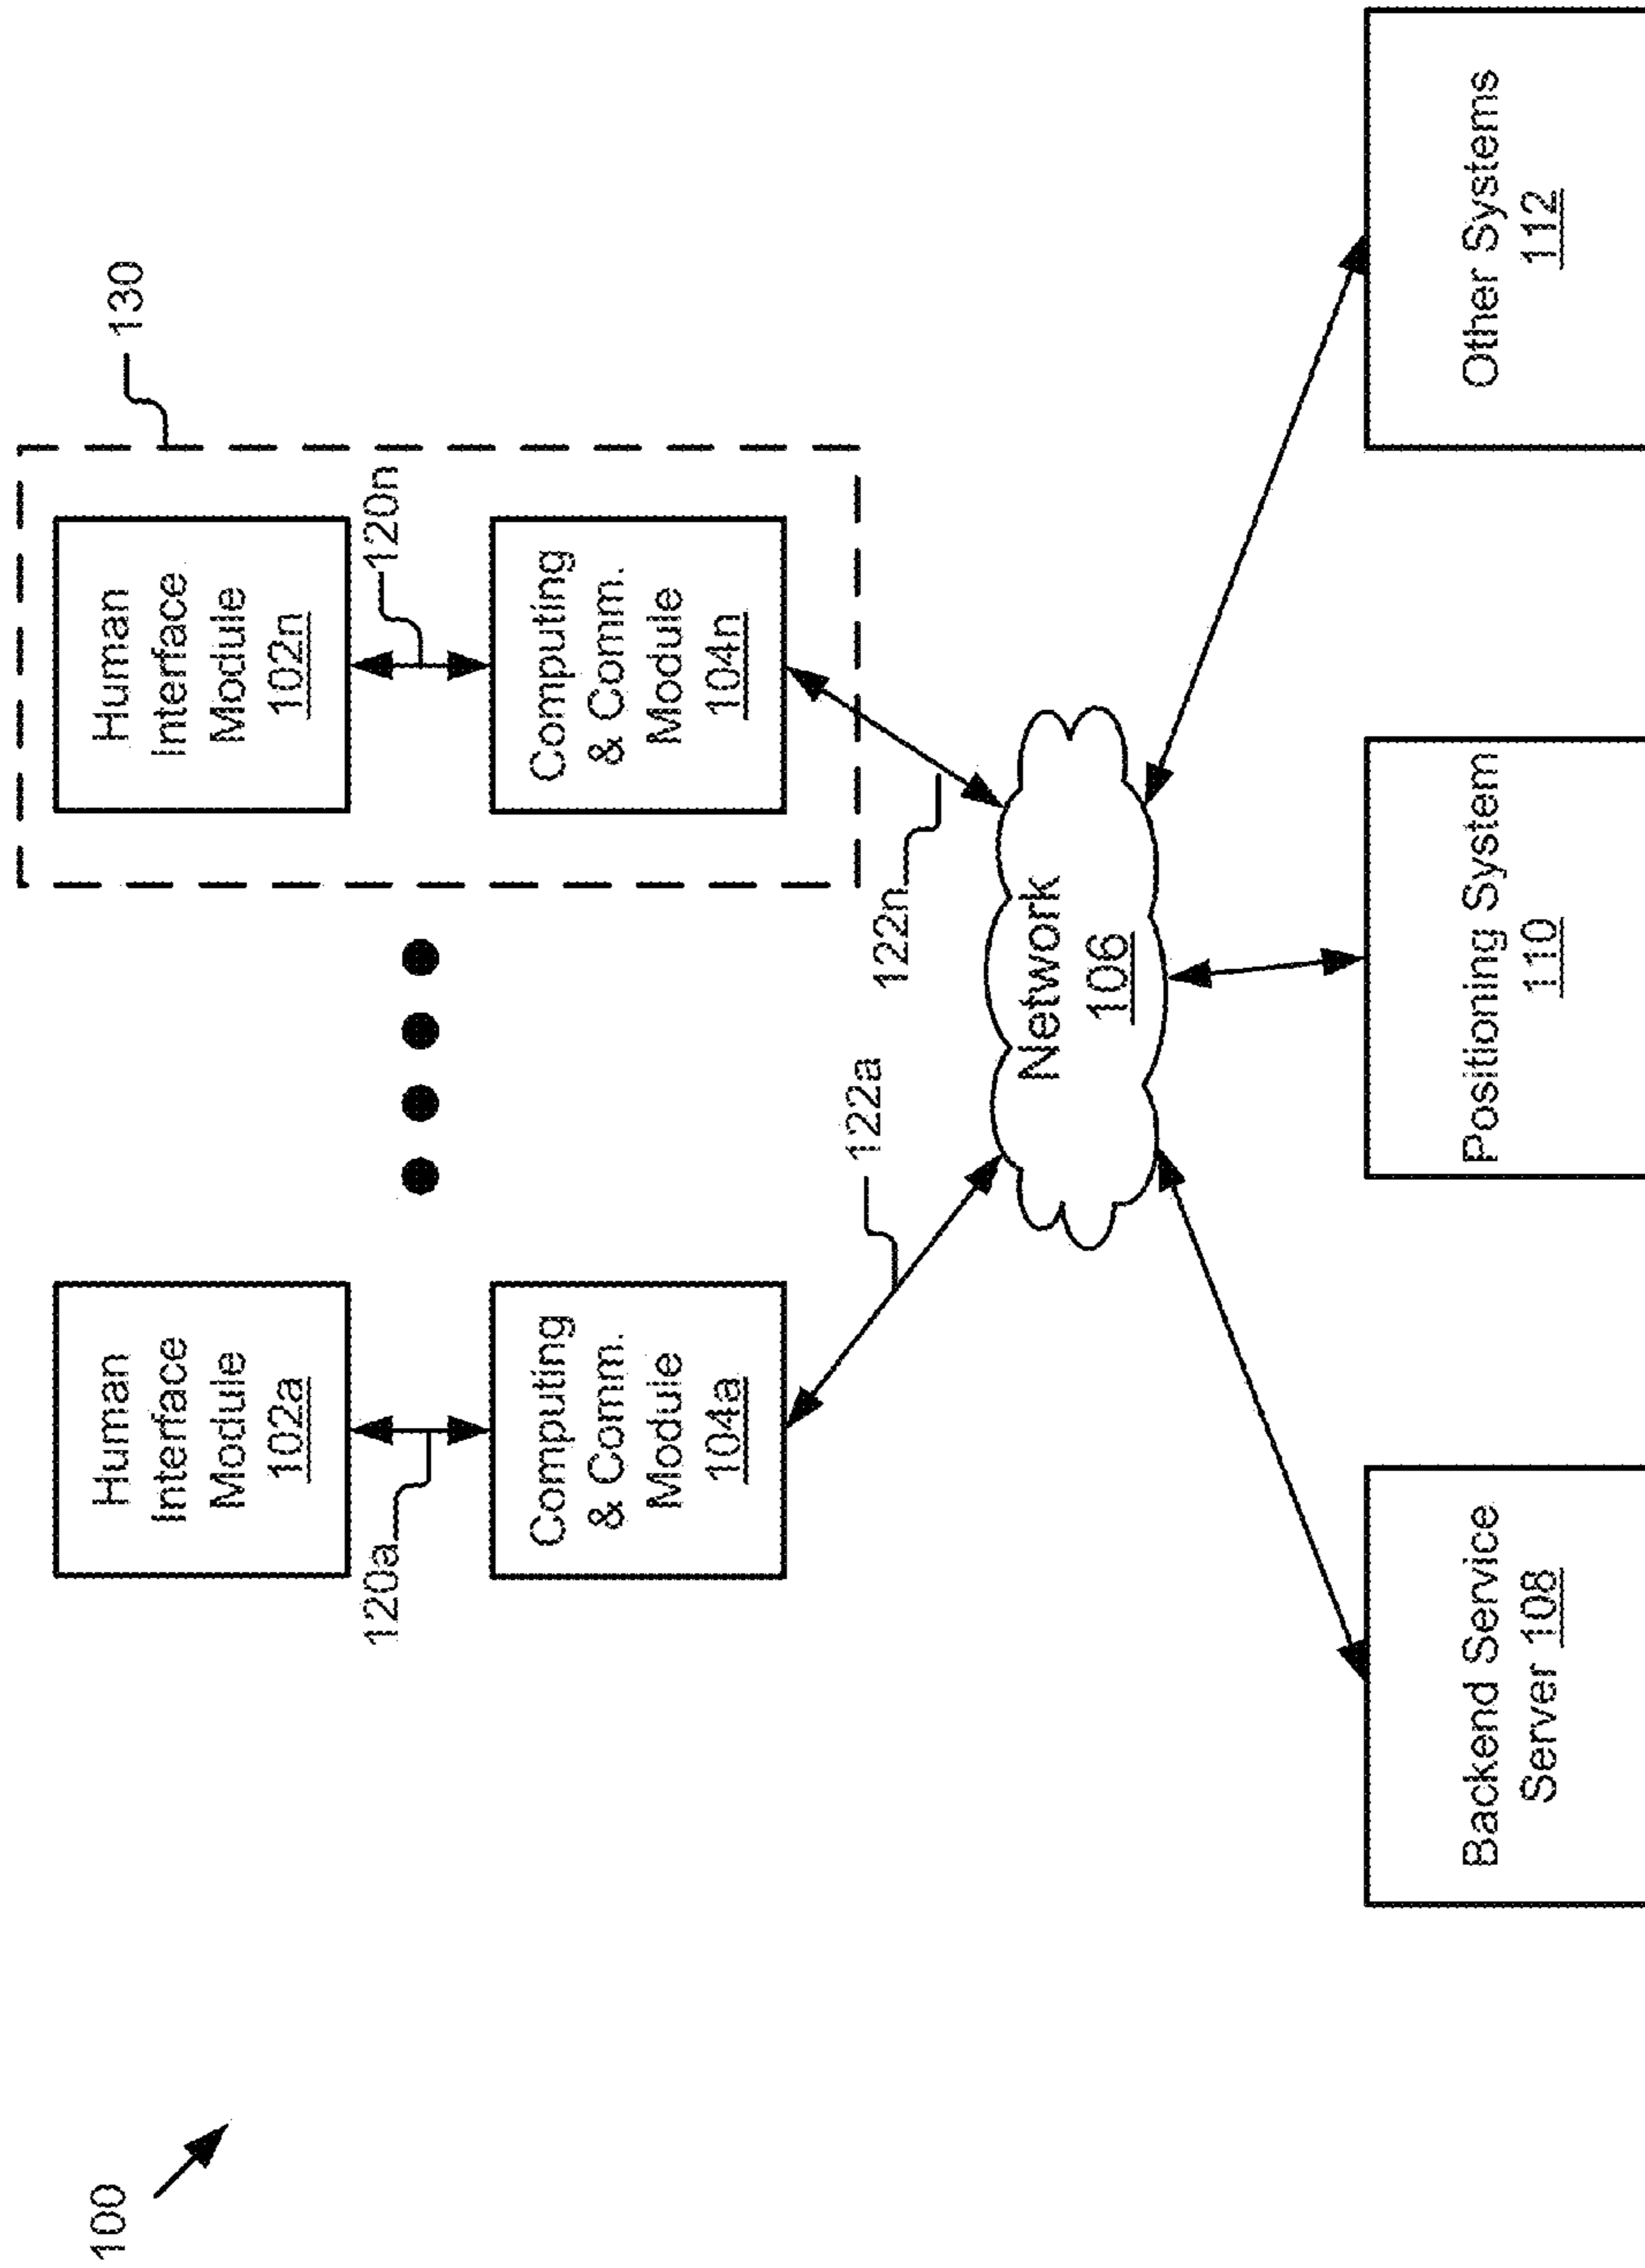 100
130
Human
Interface
Module
102a
Human
Interface
Module
102n
120a
120n
Computing
& Comm.
Module
104a
Computing
& Comm.
Module
104n
122a
122n
Network
106
Backend Service
Server 108
Positioning System
110
Other Systems
112